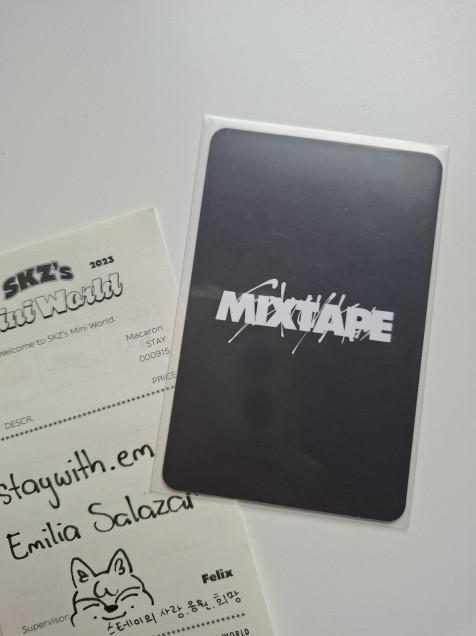 SKZ's 2023
Mini World
welcome to SKZ's Mini World.
Macaron
STAY
000915
PRICE
DESCR.
staywith.em
Emilia Salazar
Felix
스테이의 사랑.응원.희망
Supervisor
WORLD
MIXTAPE